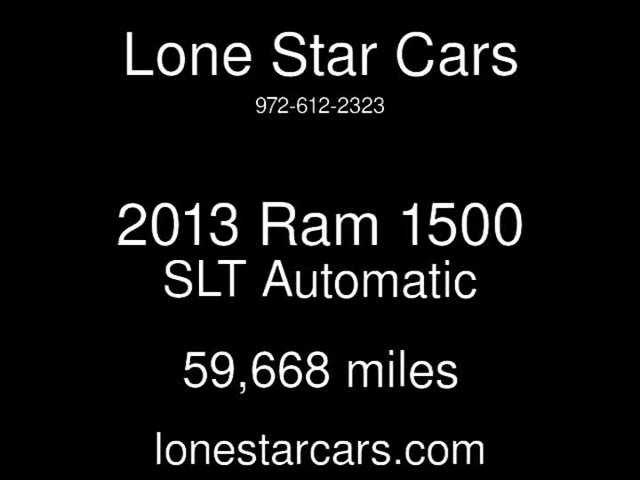 Lone Star Cars
972-612-2323
2013 Ram 1500
SLT Automatic
59,668 miles
lonestarcars.com